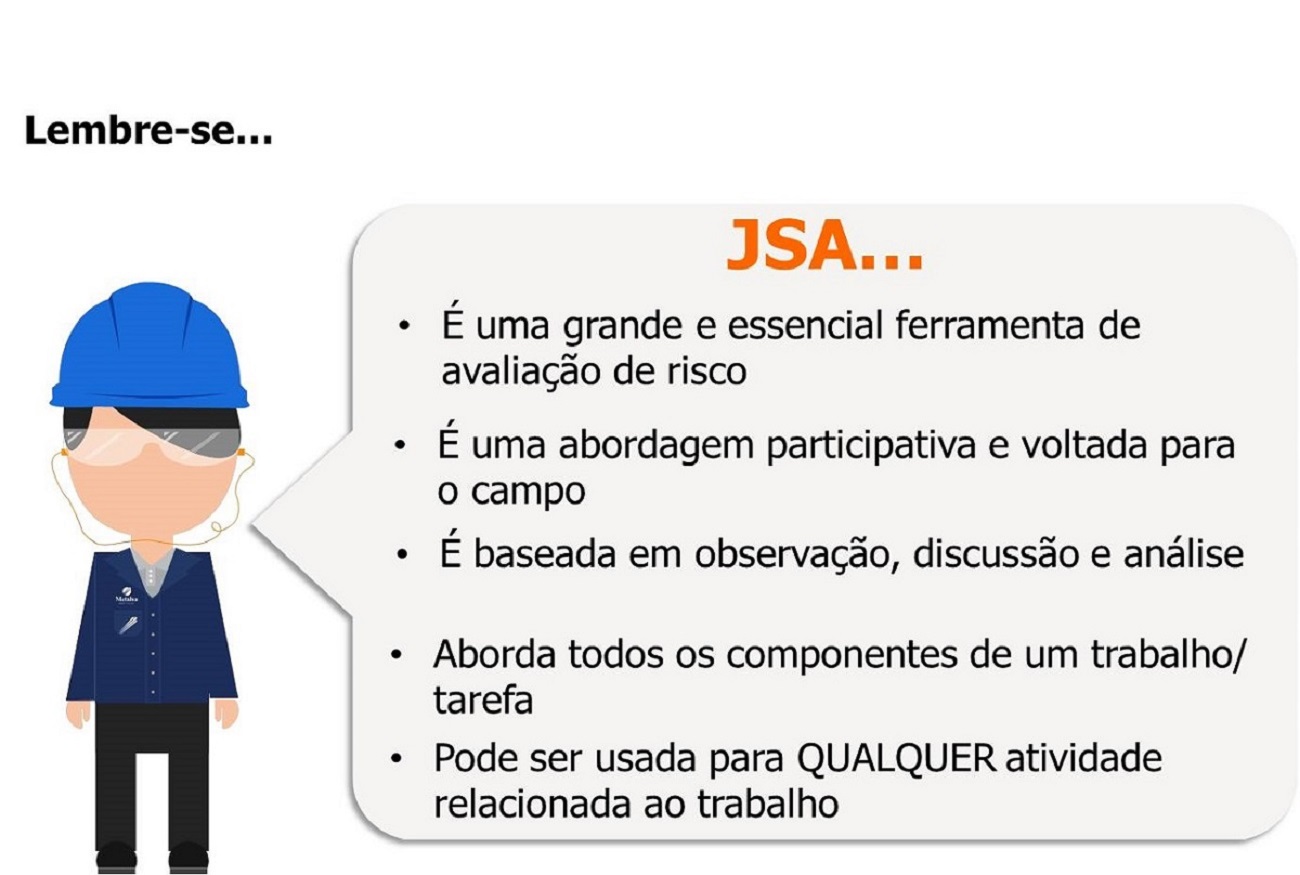 Lembre-se...
JSA...
• É uma grande e essencial ferramenta de
avaliação de risco
• É uma abordagem participativa e voltada para
o campo
• É baseada em observação, discussão e análise
• Aborda todos os componentes de um trabalho/
tarefa
• Pode ser usada para QUALQUER atividade
relacionada ao trabalho